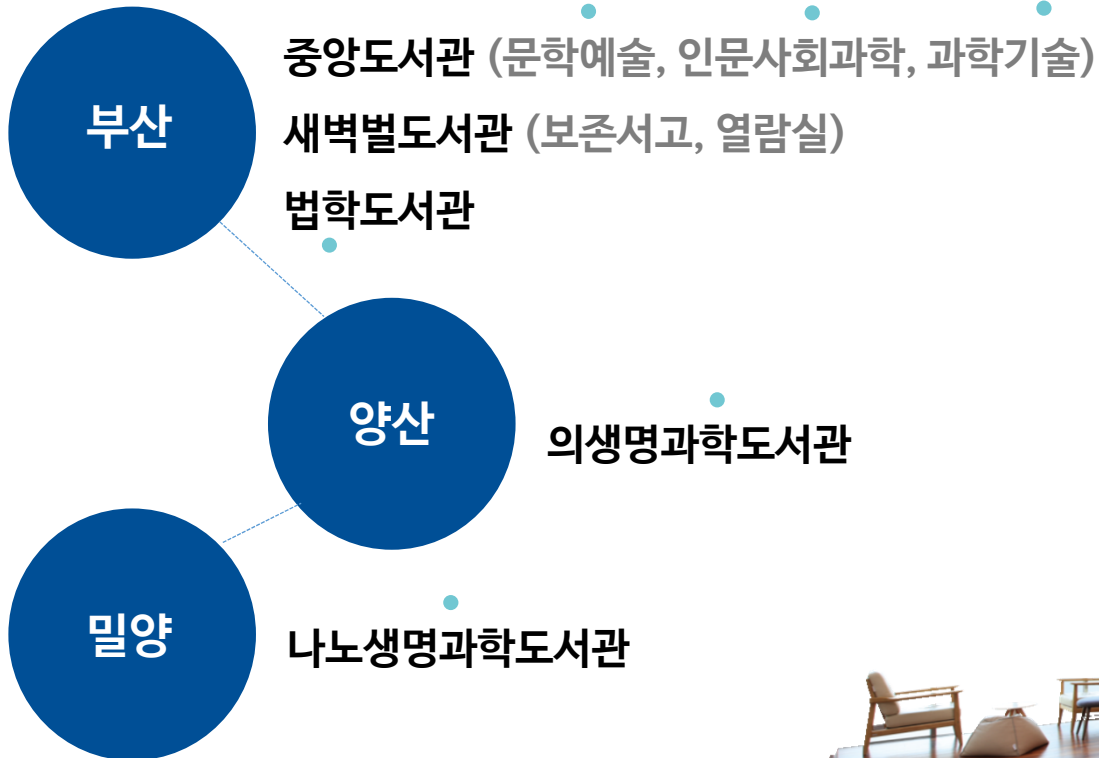 부산
중앙도서관 (문학예술, 인문사회과학, 과학기술)
새벽벌도서관 (보존서고, 열람실)
법학도서관
양산
의생명과학도서관
밀양
나노생명과학도서관